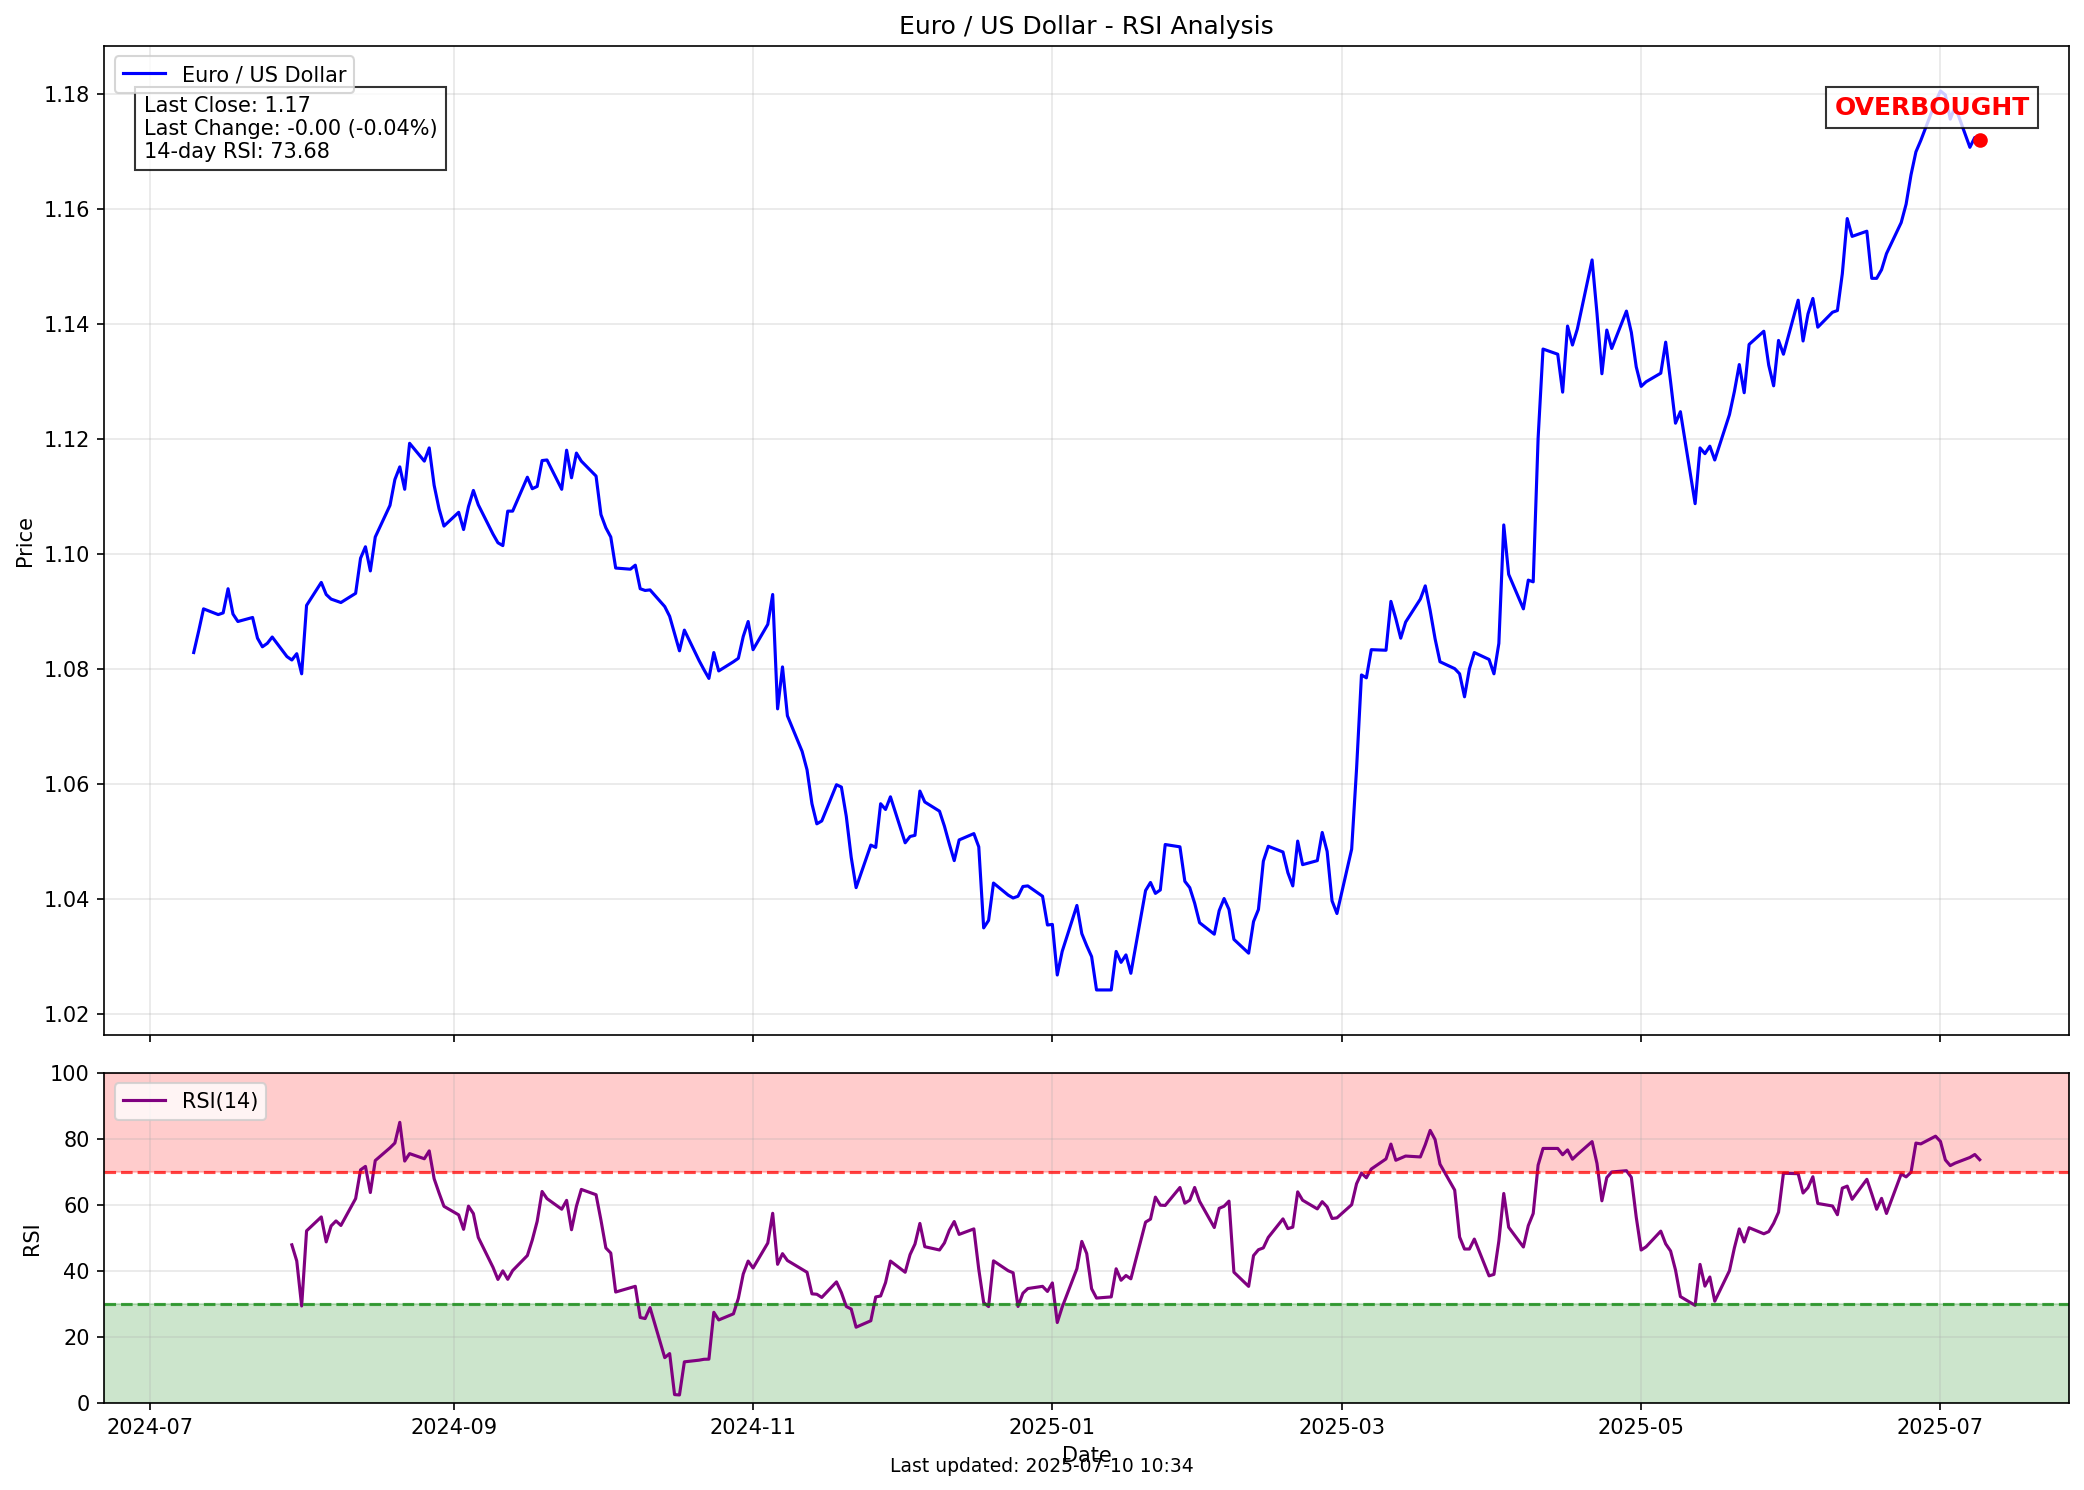 Euro / US Dollar - RSI Analysis
Euro / US Dollar
Last Close: 1.17
Last Change: -0.00 (-0.04%)
14-day RSI: 73.68
OVERBOUGHT
1.18
1.16
1.14
1.12
1.10
1.08
1.06
1.04
1.02
Price
RSI(14)
100
80
60
40
20
0
RSI
2024-07
2024-09
2024-11
2025-01
2025-03
2025-05
2025-07
Date
Last updated: 2025-07-10 10:34